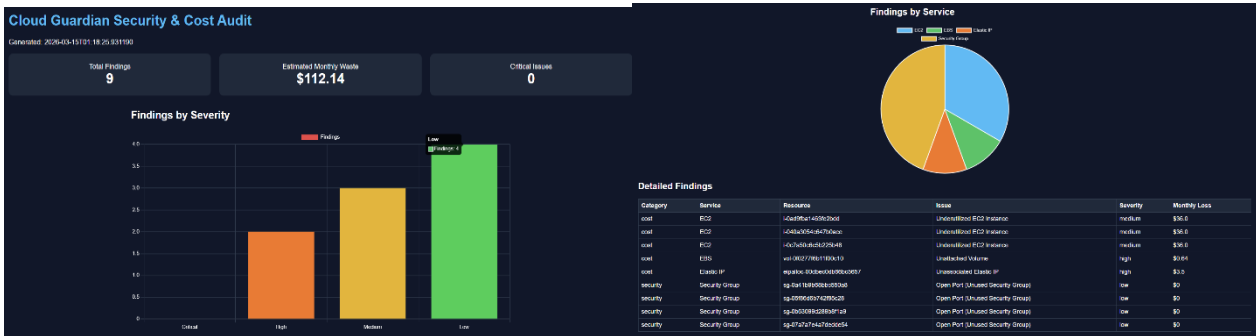 Cloud Guardian Security & Cost Audit
Generated: 2026-03-15T01:18:25.931190
Total Findings
9
Estimated Monthly Waste
$112.14
Critical Issues
0
Findings by Severity
Findings
4.0
3.5
3.0
2.5
2.0
1.5
1.0
0.5
0
Low
Findings: 4
Critical High Medium Low
Findings by Service
EC2 EBS Elastic IP
Security Group
Detailed Findings
Category Service Resource Issue Severity Monthly Loss
cost EC2 Underutilized EC2 Instance medium $36.0
cost EC2 Underutilized EC2 Instance medium $36.0
cost EC2 Underutilized EC2 Instance medium $36.0
cost EBS Unattached Volume high $0.64
cost Elastic IP Unassociated Elastic IP high $3.5
security Security Group Open Port (Unused Security Group) low $0
security Security Group Open Port (Unused Security Group) low $0
security Security Group Open Port (Unused Security Group) low $0
security Security Group Open Port (Unused Security Group) low $0